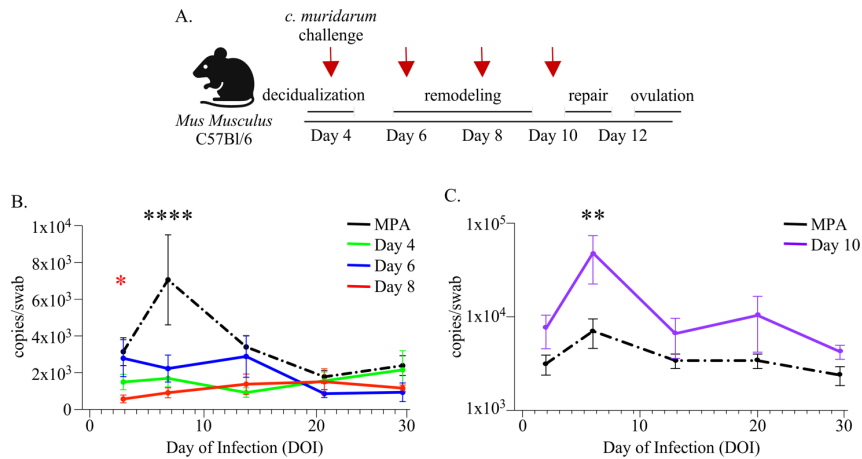 A.
c. muridarum
challenge
decidualization
remodeling
repair
ovulation
Mus Musculus
C57Bl/6
Day 4
Day 6
Day 8
Day 10
Day 12
B.
1x10⁴
8x10³
6x10³
4x10³
2x10³
0
copies/swab
*
****
MPA
Day 4
Day 6
Day 8
0
10
20
30
Day of Infection (DOI)
C.
1x10⁵
1x10⁴
1x10³
copies/swab
**
MPA
Day 10
0
10
20
30
Day of Infection (DOI)